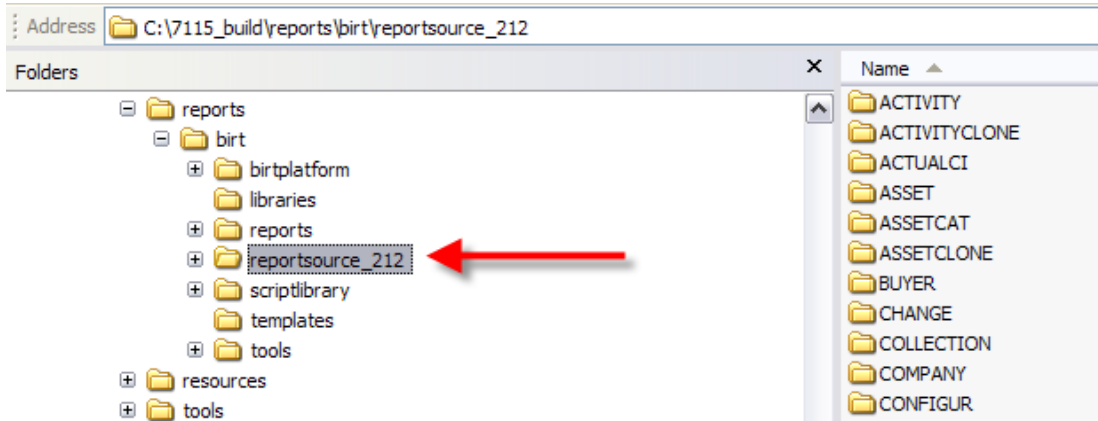 Address C:\7115_build\reports\birt\reportsource_212
Folders
reports
birt
birtplatform
libraries
reports
reportsource_212
scriptlibrary
templates
tools
resources
tools
Name
ACTIVITY
ACTIVITYCLONE
ACTUALCI
ASSET
ASSETCAT
ASSETCLONE
BUYER
CHANGE
COLLECTION
COMPANY
CONFIGUR